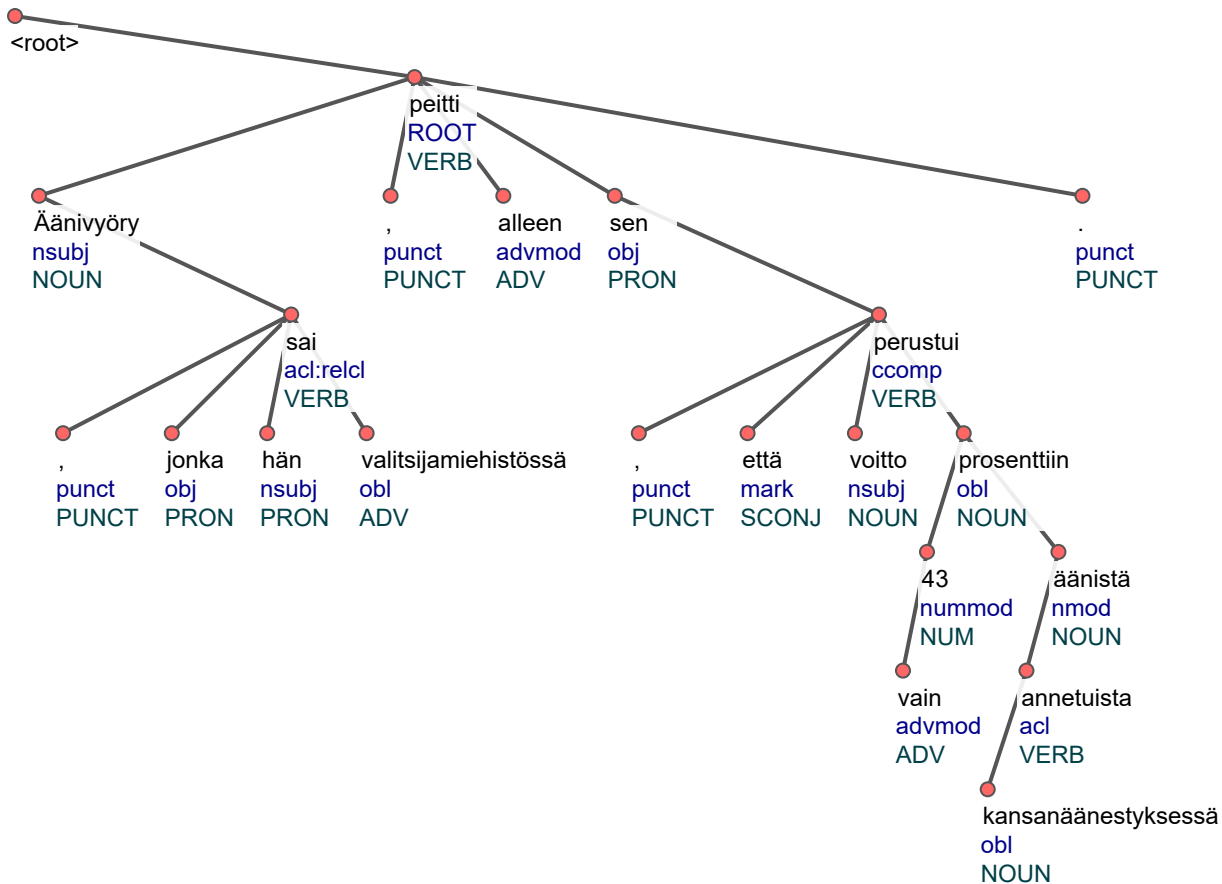 <root>
peitti
ROOT
VERB
Äänivyöry
nsubj
NOUN
,
punct
PUNCT
alleen
advmod
ADV
sen
obj
PRON
.
punct
PUNCT
sai
acl:relcl
VERB
perustui
ccomp
VERB
,
punct
PUNCT
jonka
obj
PRON
hän
nsubj
PRON
valitsijamiehistössä
obl
ADV
,
punct
PUNCT
että
mark
SCONJ
voitto
nsubj
NOUN
prosenttiin
obl
NOUN
43
nummod
NUM
äänistä
nmod
NOUN
vain
advmod
ADV
annetuista
acl
VERB
kansanäänestyksessä
obl
NOUN